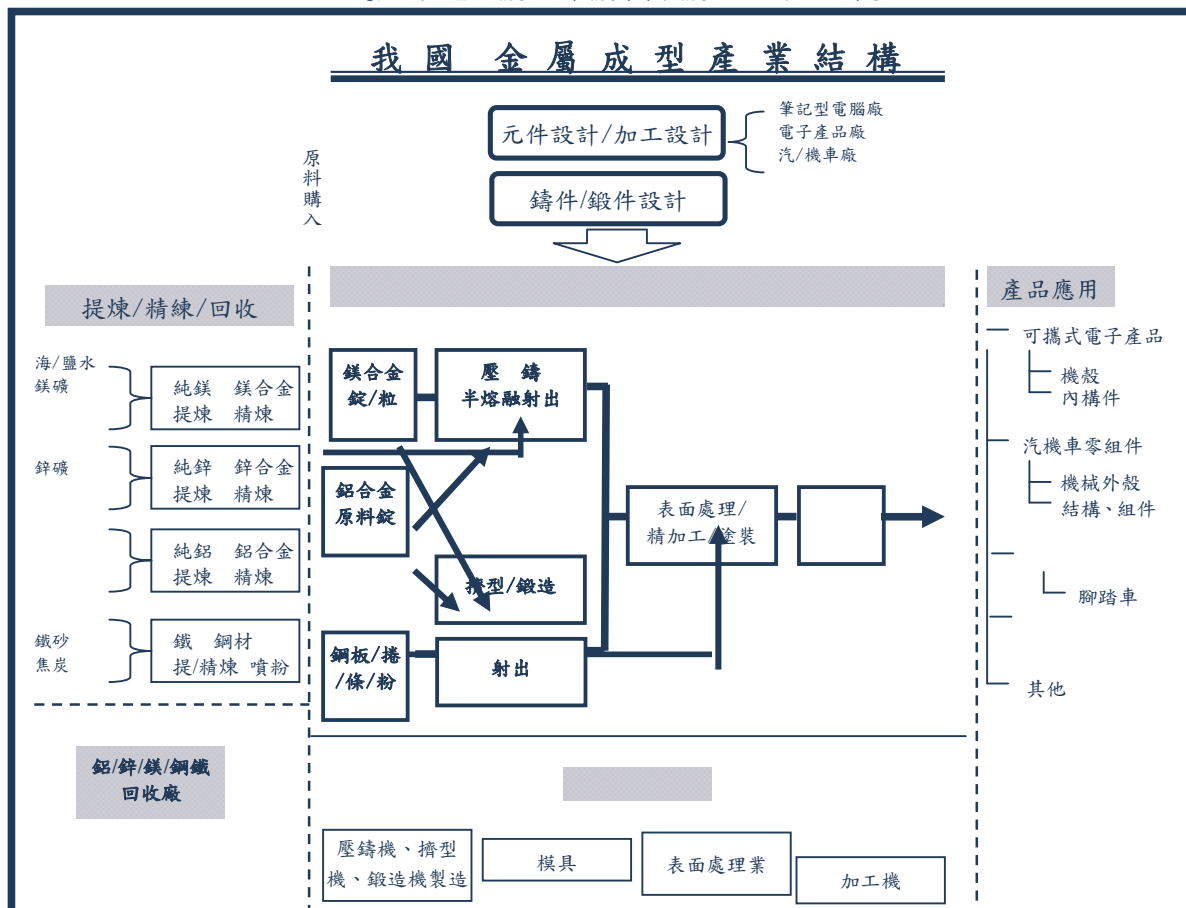 我國 金屬成型產業結構
元件設計/加工設計
筆記型電腦廠
電子產品廠
汽/機車廠
原料購入
鑄件/鍛件設計
提煉/精練/回收
產品應用
海/鹽水
鎂礦
純鎂 鎂合金
提煉 精煉
鋅礦
純鋅 鋅合金
提煉 精煉
純鋁 鋁合金
提煉 精煉
鐵砂
焦炭
鐵 鋼材
提/精煉 噴粉
鋁/鋅/鎂/鋼鐵
回收廠
鎂合金
錠/粒
壓 鑄
半熔融射出
鋁合金
原料錠
擠型/鍛造
鋼板/捲
/條/粉
射出
表面處理/
精加工/塗裝
可攜式電子產品
機殼
內構件
汽機車零組件
機械外殼
結構、組件
腳踏車
其他
壓鑄機、擠型
機、鍛造機製造
模具
表面處理業
加工機